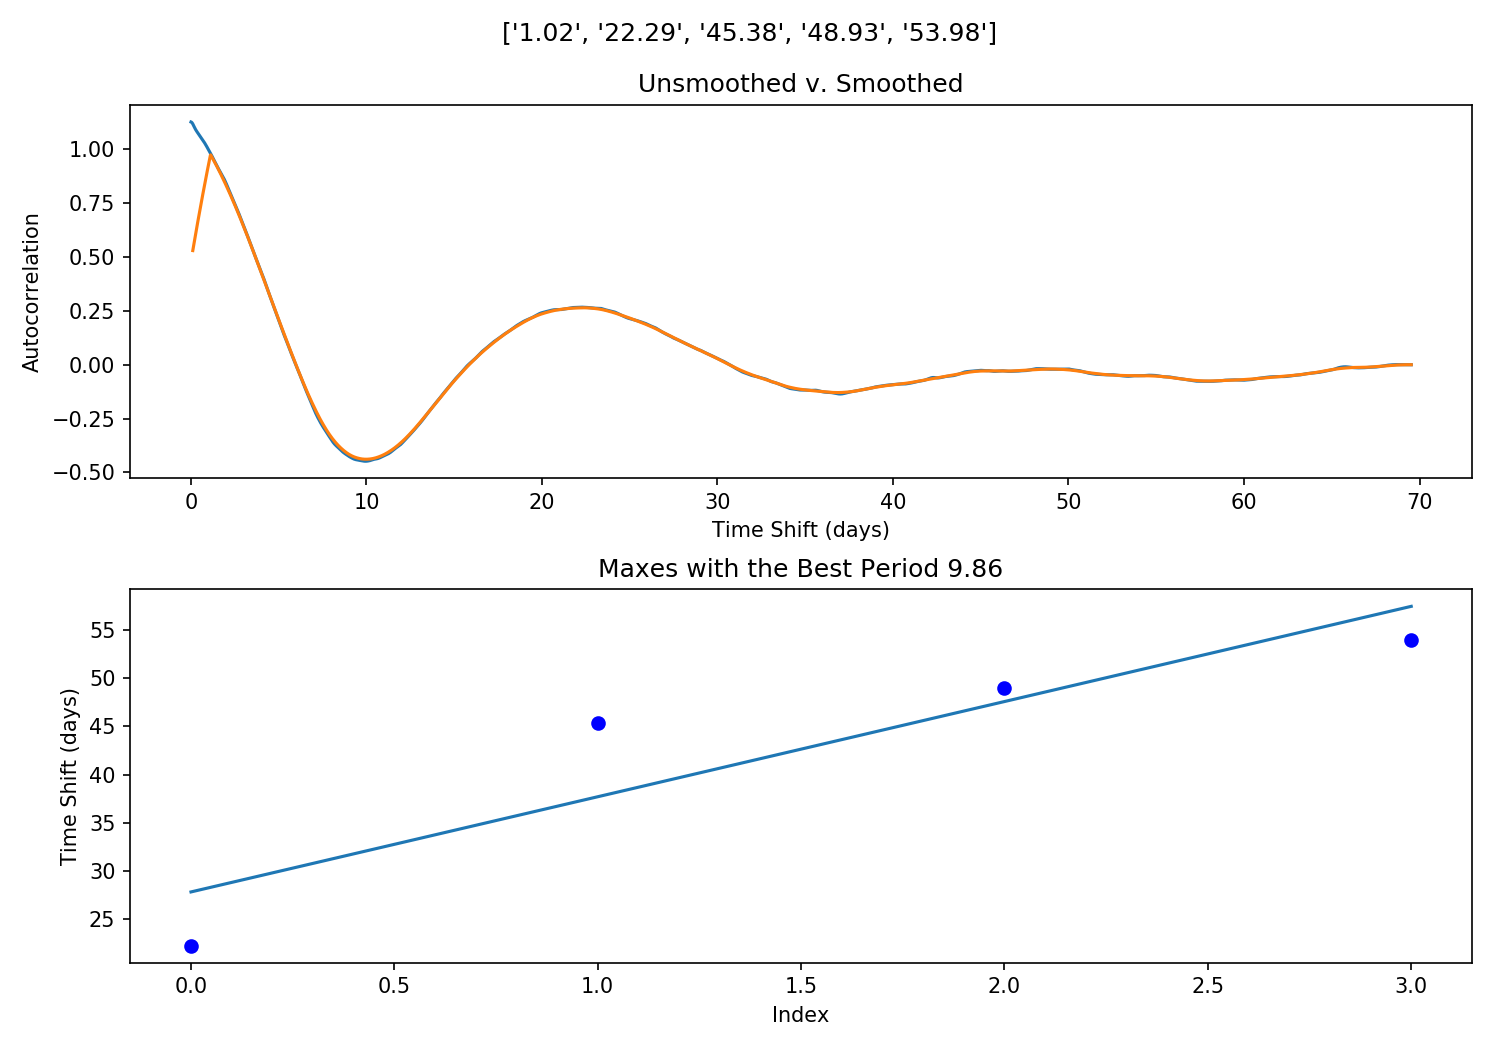 ['1.02', '22.29', '45.38', '48.93', '53.98']
Unsmoothed v. Smoothed
1.00
0.75
0.50
0.25
0.00
−0.25
−0.50
Autocorrelation
0 10 20 30 40 50 60 70
Time Shift (days)
Maxes with the Best Period 9.86
55
50
45
40
35
30
25
Time Shift (days)
0.0 0.5 1.0 1.5 2.0 2.5 3.0
Index